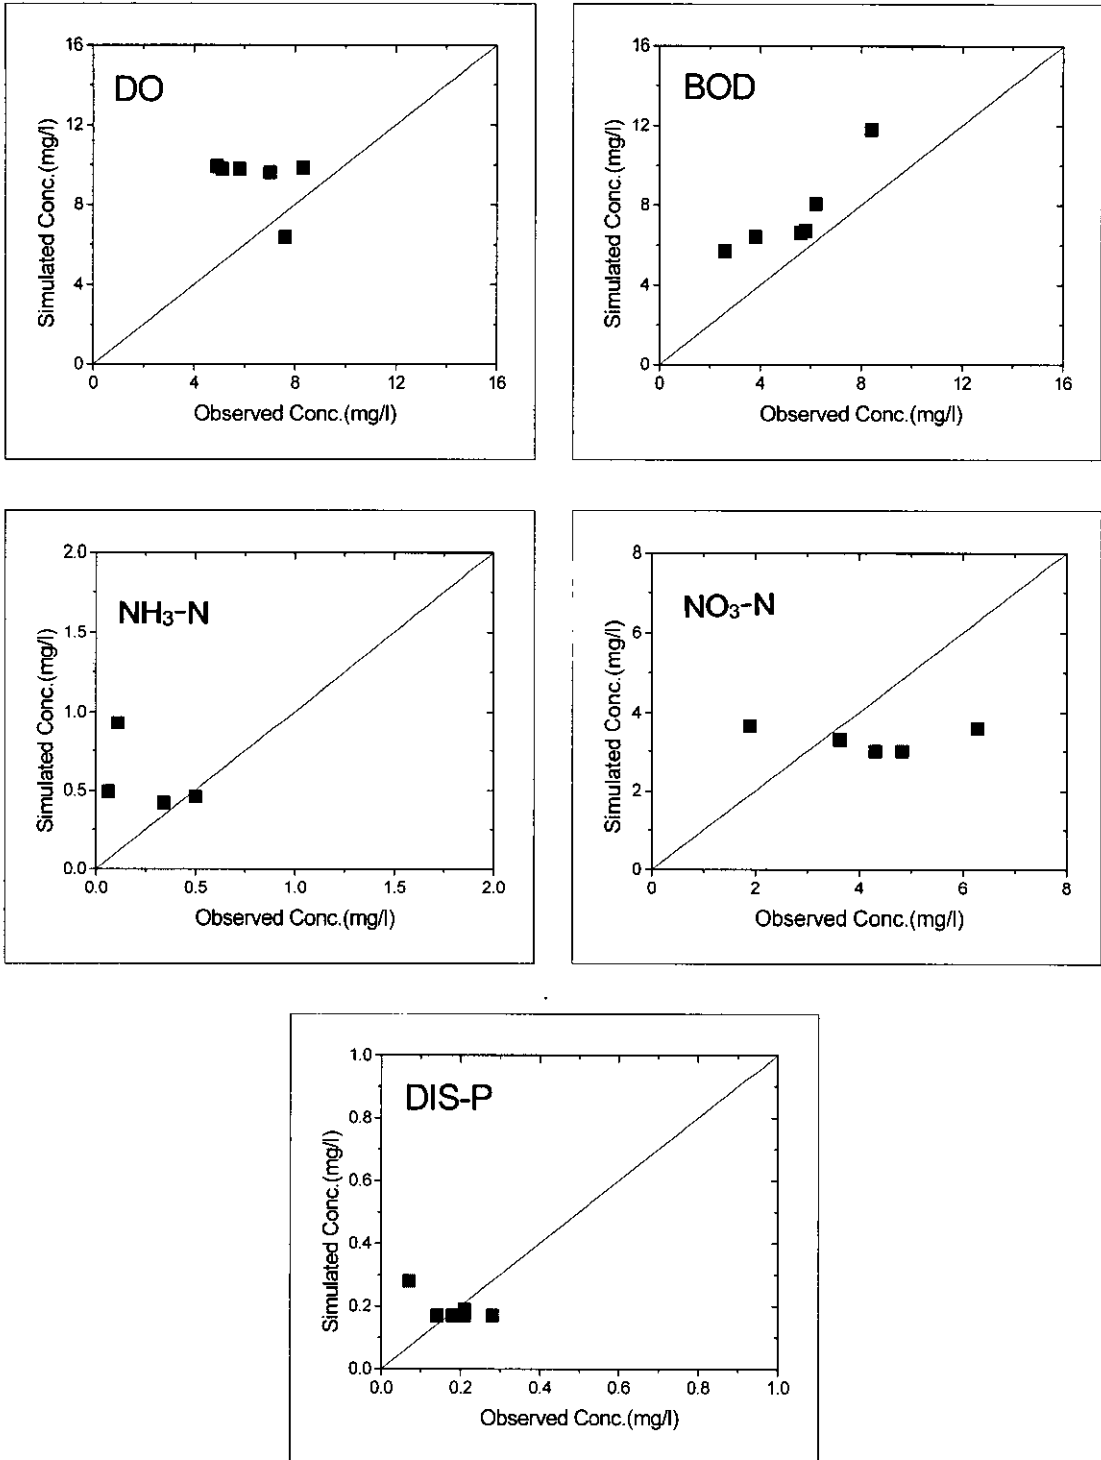 DO
16
12
8
4
0
Simulated Conc.(mg/l)
0 4 8 12 16
Observed Conc.(mg/l)
BOD
16
12
8
4
0
Simulated Conc.(mg/l)
0 4 8 12 16
Observed Conc.(mg/l)
NH₃-N
2.0
1.5
1.0
0.5
0.0
Simulated Conc.(mg/l)
0.0 0.5 1.0 1.5 2.0
Observed Conc.(mg/l)
NO₃-N
8
6
4
2
0
Simulated Conc.(mg/l)
0 2 4 6 8
Observed Conc.(mg/l)
DIS-P
1.0
0.8
0.6
0.4
0.2
0.0
Simulated Conc.(mg/l)
0.0 0.2 0.4 0.6 0.8 1.0
Observed Conc.(mg/l)